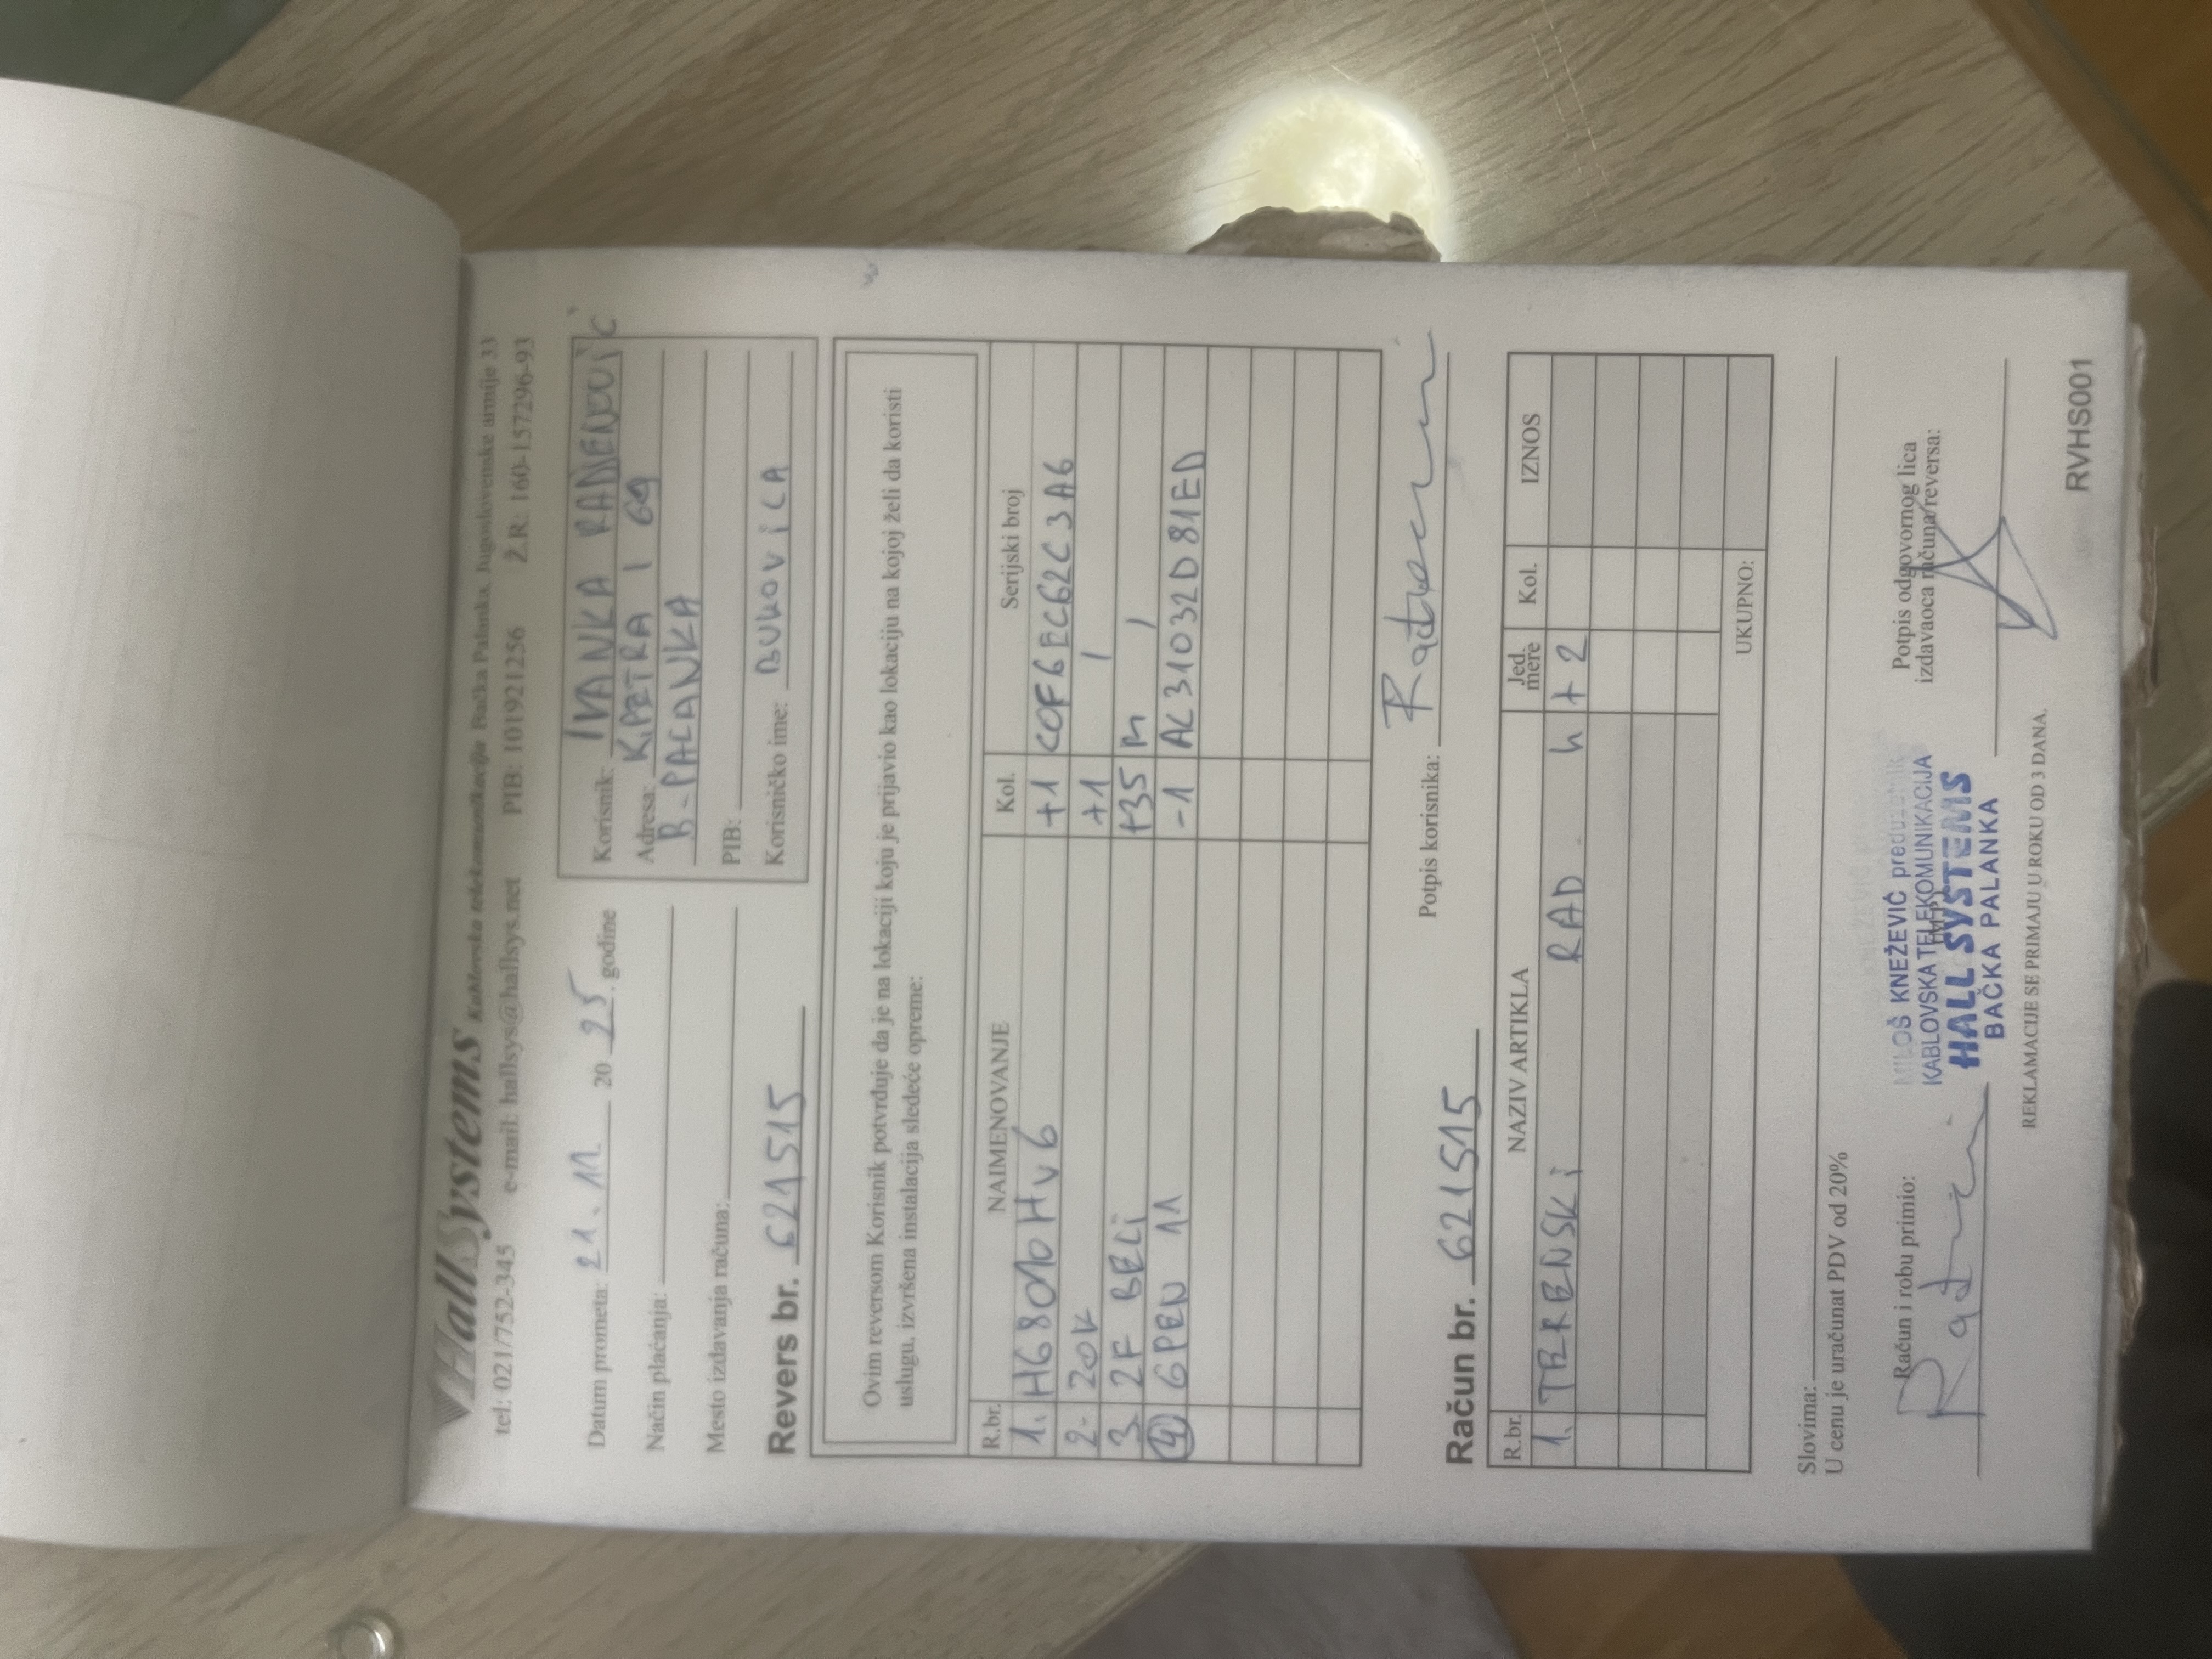 HallSystems Kablovske telekomunikacije Bačka Palanka, Jugoslovenske armije 33
tel: 021/752-345 e-mail: hallsys@hallsys.net PIB: 101921256 Ž.R: 160-157296-93
Datum prometa: 21.11 20 25. godine
Način plaćanja:
Mesto izdavanja računa:
Revers br. 621515
Korisnik: IVANKA RADJENOVIĆ
Adresa: K.PETRA I 69
B-PALANKA
PIB:
Korisničko ime: BUKOVICA
Ovim reversom Korisnik potvrđuje da je na lokaciji koju je prijavio kao lokaciju na kojoj želi da koristi
uslugu, izvršena instalacija sledeće opreme:
R.br. NAIMENOVANJE Kol. Serijski broj
1. HG8010Hv6 +1 C0F6EC62C3A6
2. 20K +1 /
3. 2F BELI +35 m /
4) GPEN 11 -1 AC31032D81ED
Potpis korisnika:
Račun br. 621515
R.br. NAZIV ARTIKLA Jed. mere Kol. IZNOS
1. TERENSKI RAD h +2
UKUPNO:
Slovima:
U cenu je uračunat PDV od 20%
Račun i robu primio:
MILOŠ KNEŽEVIĆ preduzetnik
KABLOVSKA TELEKOMUNIKACIJA
HALL SYSTEMS
BAČKA PALANKA
Potpis odgovornog lica
izdavaoca računa/reversa:
REKLAMACIJE SE PRIMAJU U ROKU OD 3 DANA.
RVHS001